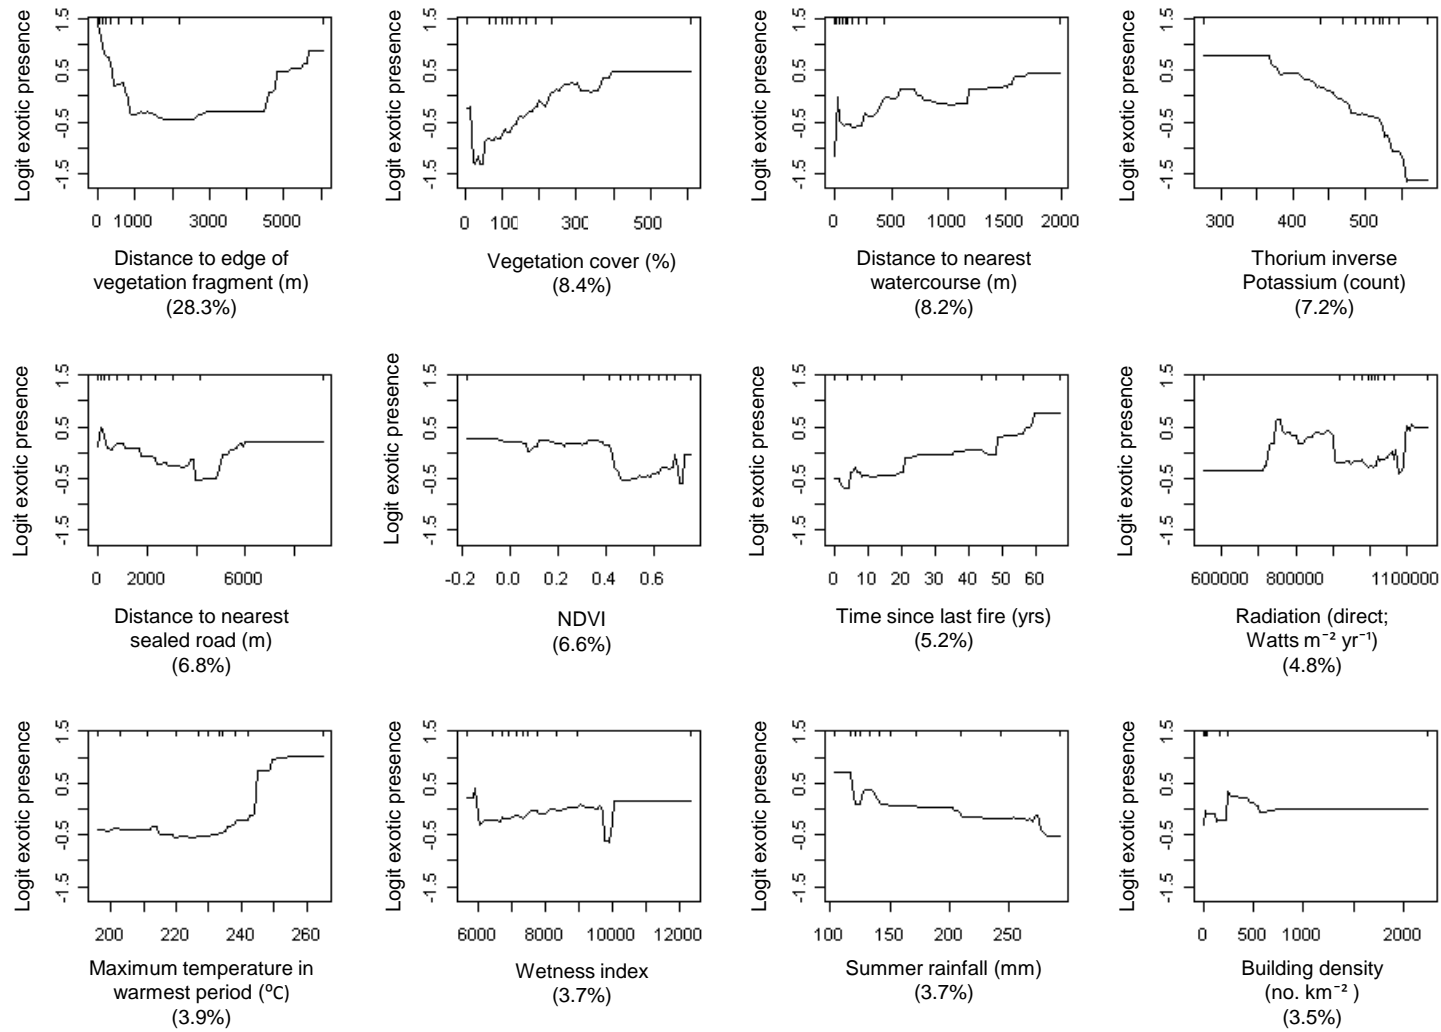 Logit exotic presence
1.5
0.5
-0.5
-1.5
0 1000 3000 5000
Distance to edge of
vegetation fragment (m)
(28.3%)
Logit exotic presence
1.5
0.5
-0.5
-1.5
0 100 300 500
Vegetation cover (%)
(8.4%)
Logit exotic presence
1.5
0.5
-0.5
-1.5
0 500 1000 1500 2000
Distance to nearest
watercourse (m)
(8.2%)
Logit exotic presence
1.5
0.5
-0.5
-1.5
300 400 500
Thorium inverse
Potassium (count)
(7.2%)
Logit exotic presence
1.5
0.5
-0.5
-1.5
0 2000 6000
Distance to nearest
sealed road (m)
(6.8%)
Logit exotic presence
1.5
0.5
-0.5
-1.5
-0.2 0.0 0.2 0.4 0.6
NDVI
(6.6%)
Logit exotic presence
1.5
0.5
-0.5
-1.5
0 10 20 30 40 50 60
Time since last fire (yrs)
(5.2%)
Logit exotic presence
1.5
0.5
-0.5
-1.5
600000 800000 1100000
Radiation (direct;
Watts m⁻² yr⁻¹)
(4.8%)
Logit exotic presence
1.5
0.5
-0.5
-1.5
200 220 240 260
Maximum temperature in
warmest period (ºC)
(3.9%)
Logit exotic presence
1.5
0.5
-0.5
-1.5
6000 8000 10000 12000
Wetness index
(3.7%)
Logit exotic presence
1.5
0.5
-0.5
-1.5
100 150 200 250
Summer rainfall (mm)
(3.7%)
Logit exotic presence
1.5
0.5
-0.5
-1.5
0 500 1000 2000
Building density
(no. km⁻² )
(3.5%)